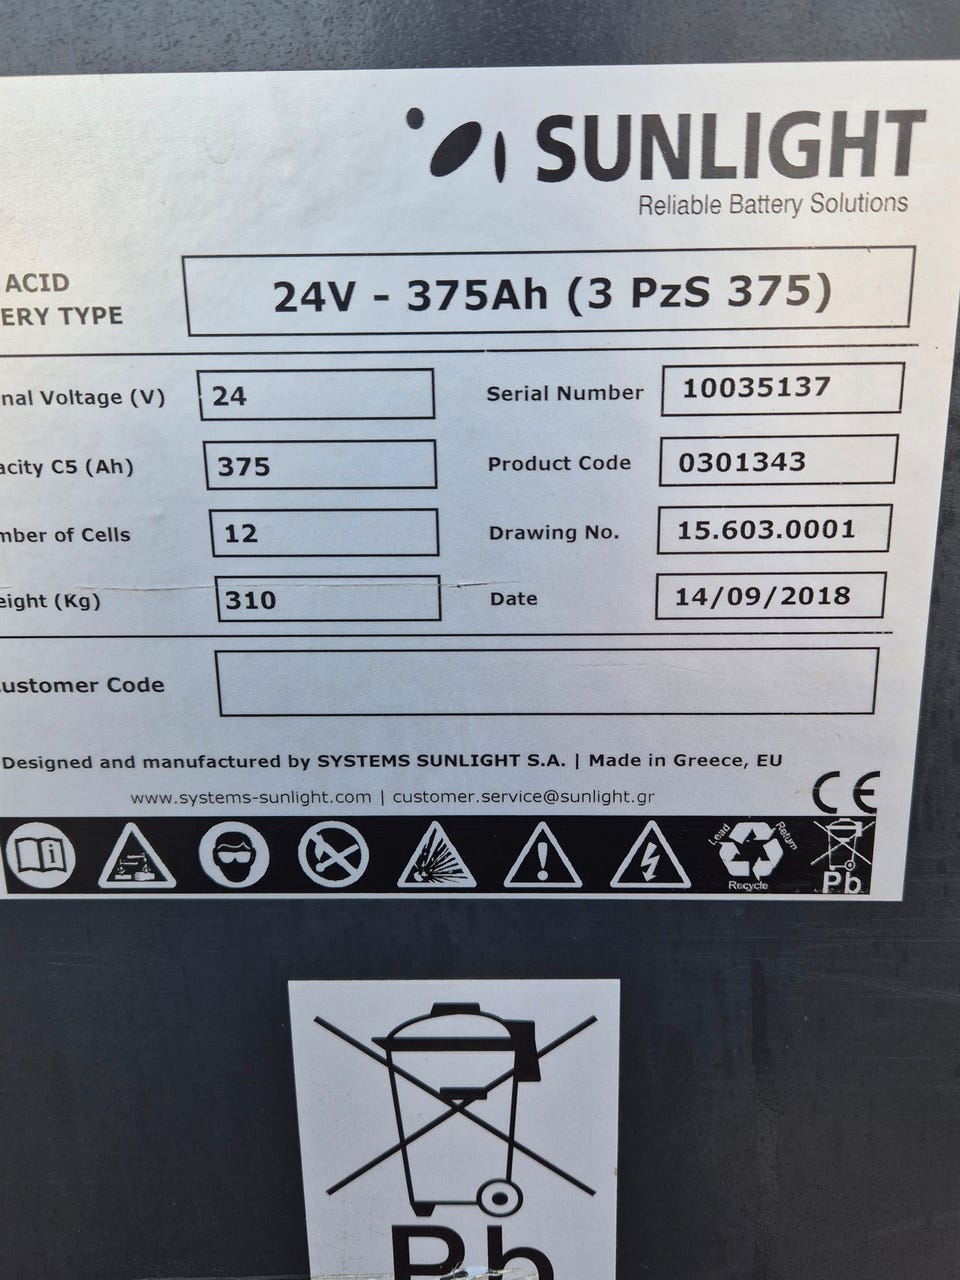 SUNLIGHT
Reliable Battery Solutions
ACID
ERY TYPE
24V - 375Ah (3 PzS 375)
nal Voltage (V) 24 Serial Number 10035137
acity C5 (Ah) 375 Product Code 0301343
mber of Cells 12 Drawing No. 15.603.0001
eight (Kg) 310 Date 14/09/2018
ustomer Code
Designed and manufactured by SYSTEMS SUNLIGHT S.A. | Made in Greece, EU
www.systems-sunlight.com | customer.service@sunlight.gr
CE
Lead Return
Recycle
Pb
Pb